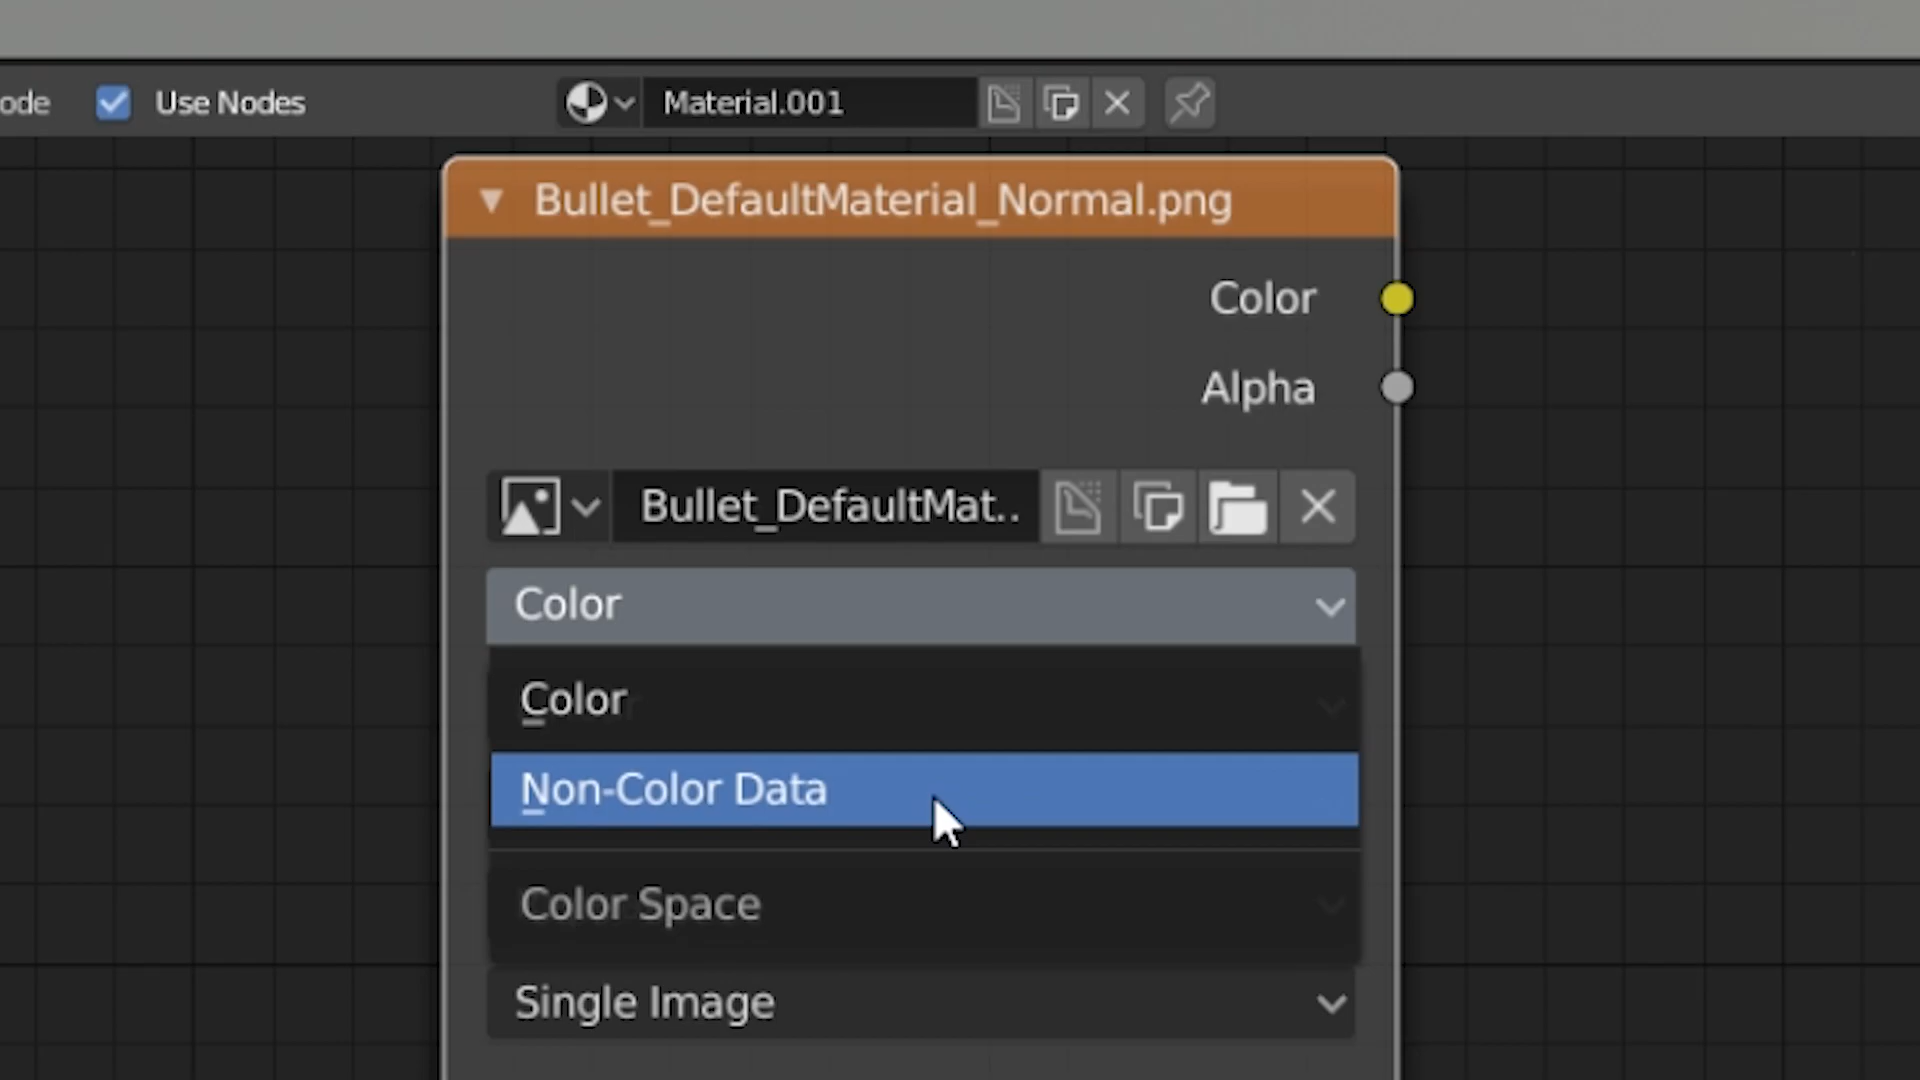 ode Use Nodes Material.001
Bullet_DefaultMaterial_Normal.png
Color
Alpha
Bullet_DefaultMat..
Color
Color
Non-Color Data
Color Space
Single Image